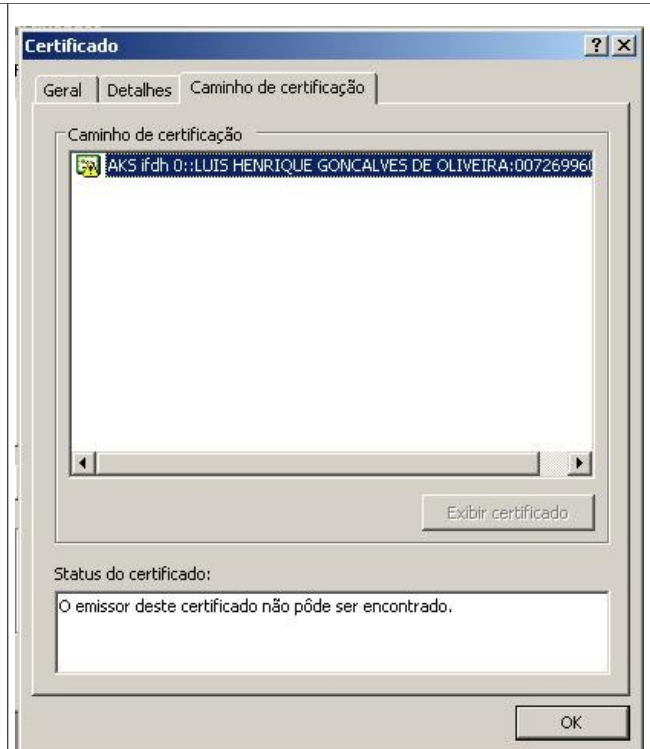 Certificado
Geral Detalhes Caminho de certificação
Caminho de certificação
AKS ifdh 0::LUIS HENRIQUE GONCALVES DE OLIVEIRA:00726996
Exibir certificado
Status do certificado:
O emissor deste certificado não pôde ser encontrado.
OK